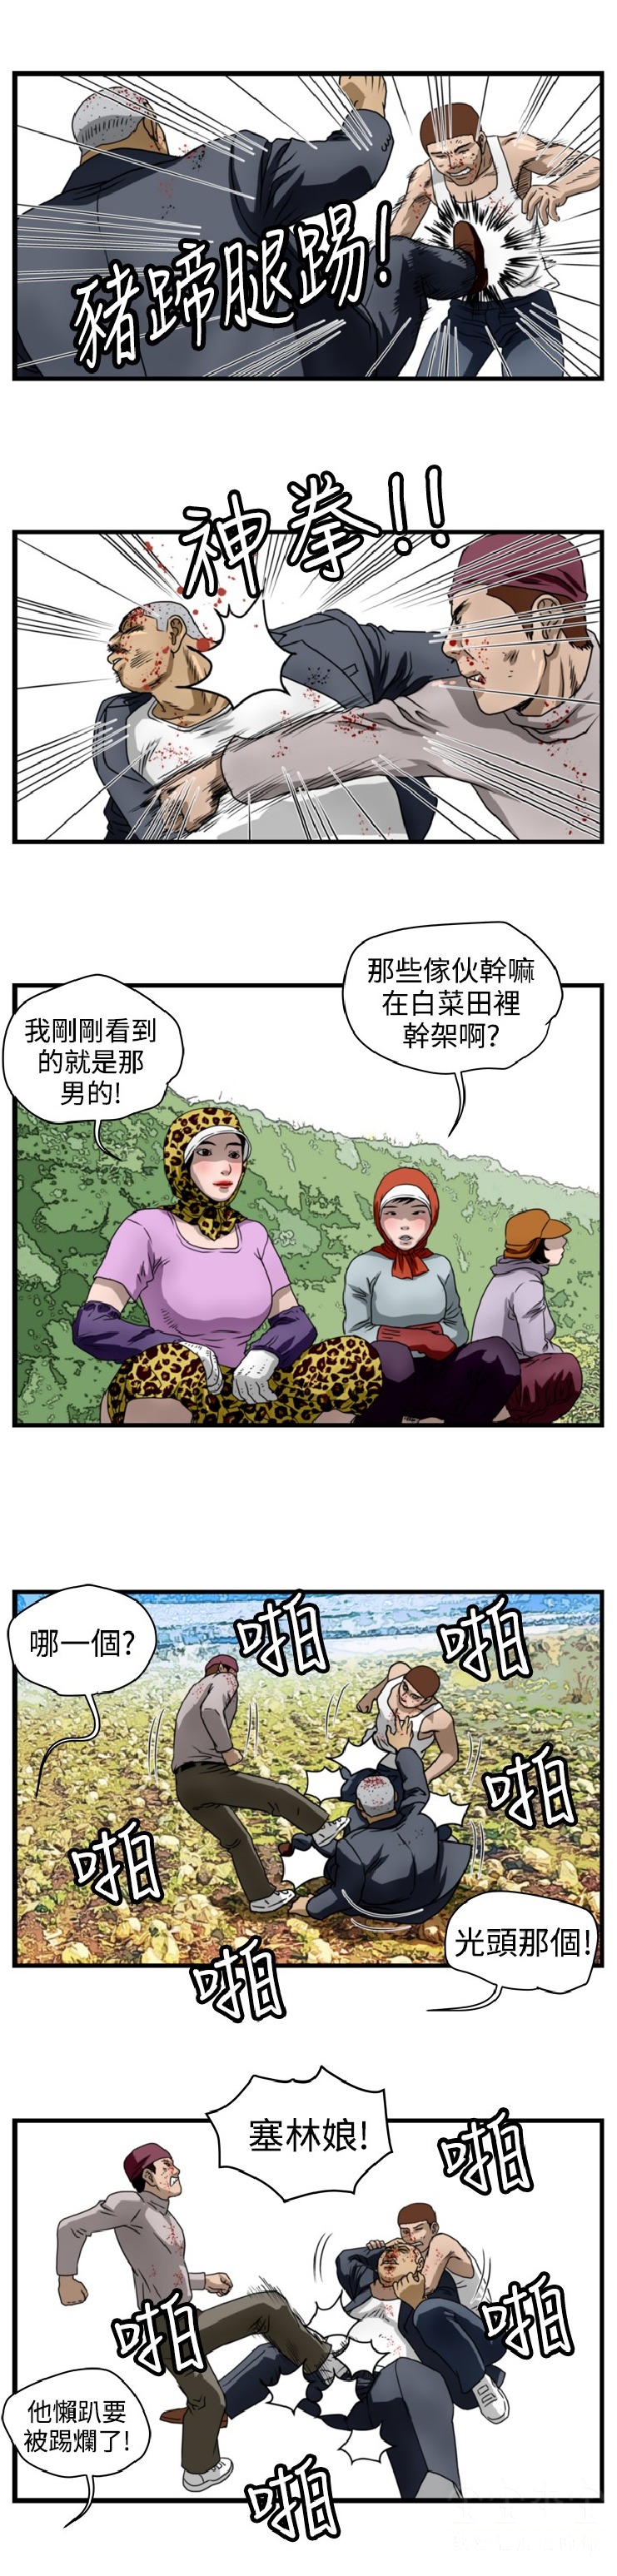 豬蹄腿踢!
神拳!!
那些傢伙幹嘛
在白菜田裡
幹架啊?
我剛剛看到
的就是那
男的!
哪一個?
啪
啪
啪
啪
啪
光頭那個!
塞林娘!
啪
啪
啪
他懶趴要
被踢爛了!
啪